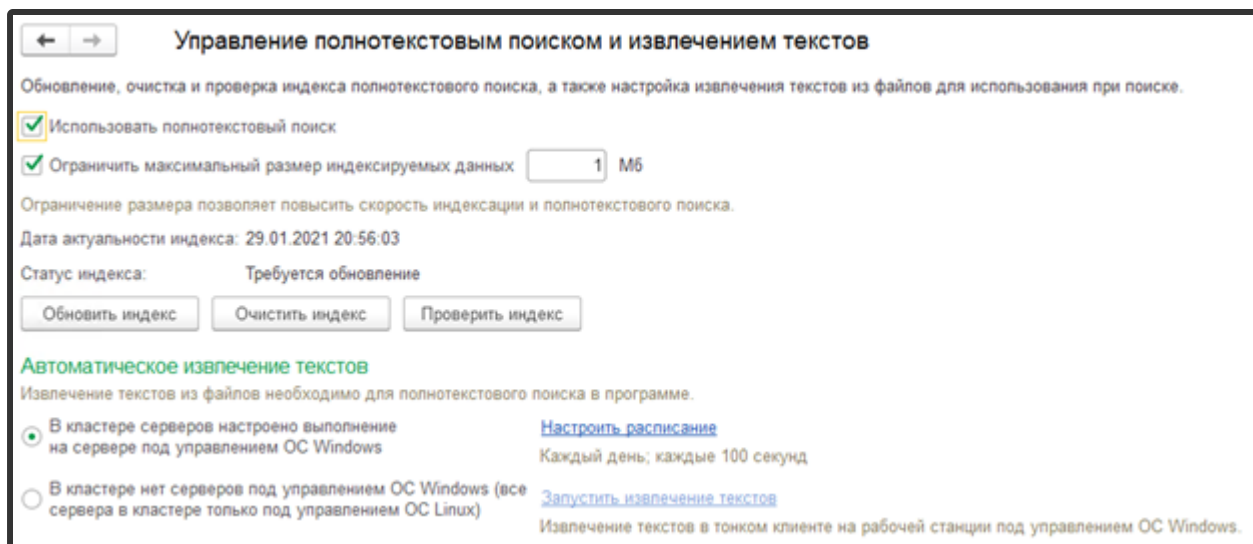 Управление полнотекстовым поиском и извлечением текстов
Обновление, очистка и проверка индекса полнотекстового поиска, а также настройка извлечения текстов из файлов для использования при поиске.
Использовать полнотекстовый поиск
Ограничить максимальный размер индексируемых данных 1 Мб
Ограничение размера позволяет повысить скорость индексации и полнотекстового поиска.
Дата актуальности индекса: 29.01.2021 20:56:03
Статус индекса: Требуется обновление
Обновить индекс Очистить индекс Проверить индекс
Автоматическое извлечение текстов
Извлечение текстов из файлов необходимо для полнотекстового поиска в программе.
В кластере серверов настроено выполнение
на сервере под управлением ОС Windows
Настроить расписание
Каждый день; каждые 100 секунд
В кластере нет серверов под управлением ОС Windows (все
сервера в кластере только под управлением ОС Linux)
Запустить извлечение текстов
Извлечение текстов в тонком клиенте на рабочей станции под управлением ОС Windows.